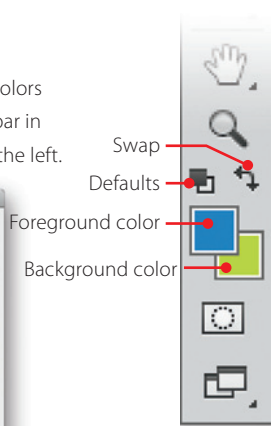 olors
bar in
the left.
Swap
Defaults
Foreground color
Background color